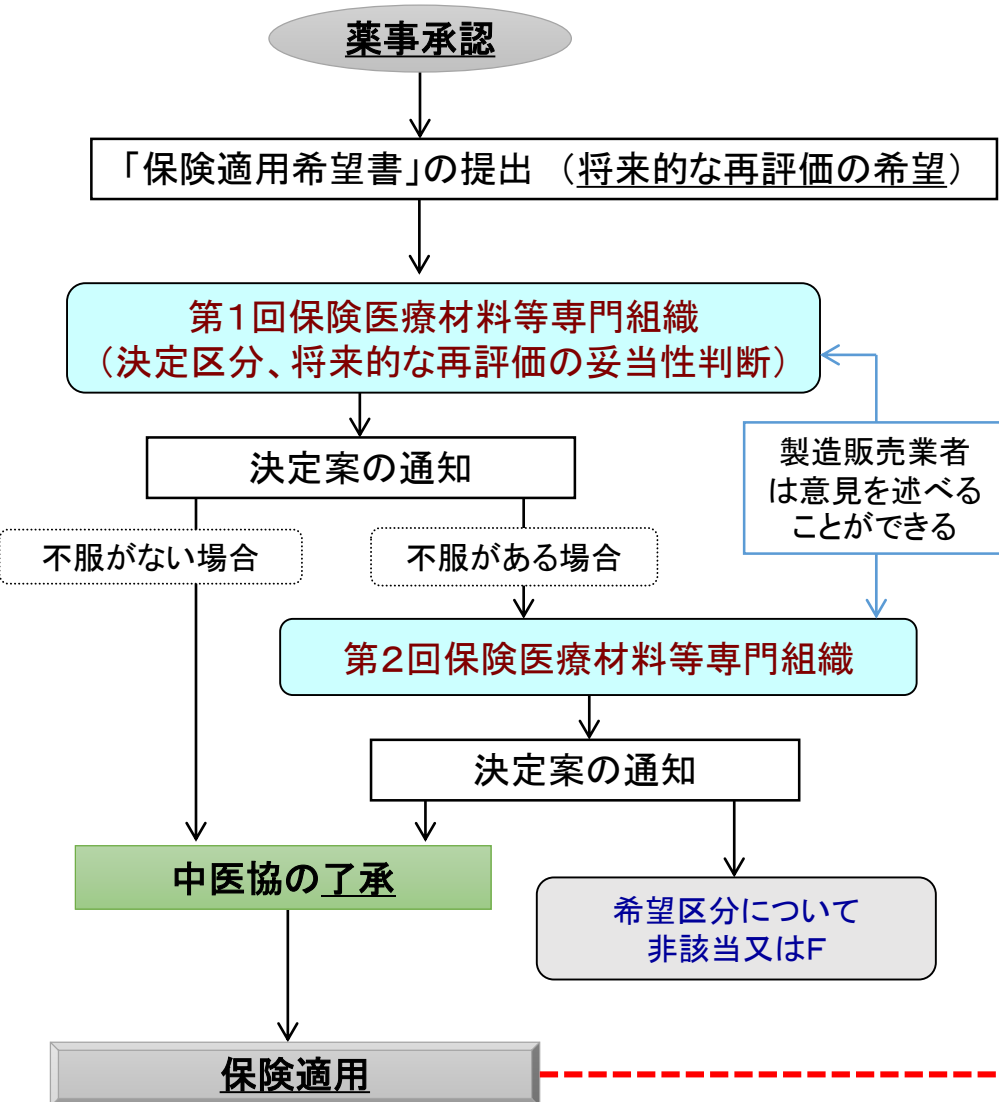 薬事承認
「保険適用希望書」の提出 （将来的な再評価の希望）
第１回保険医療材料等専門組織
（決定区分、将来的な再評価の妥当性判断）
決定案の通知
製造販売業者
は意見を述べる
ことができる
不服がない場合
不服がある場合
第２回保険医療材料等専門組織
決定案の通知
中医協の了承
希望区分について
非該当又はF
保険適用